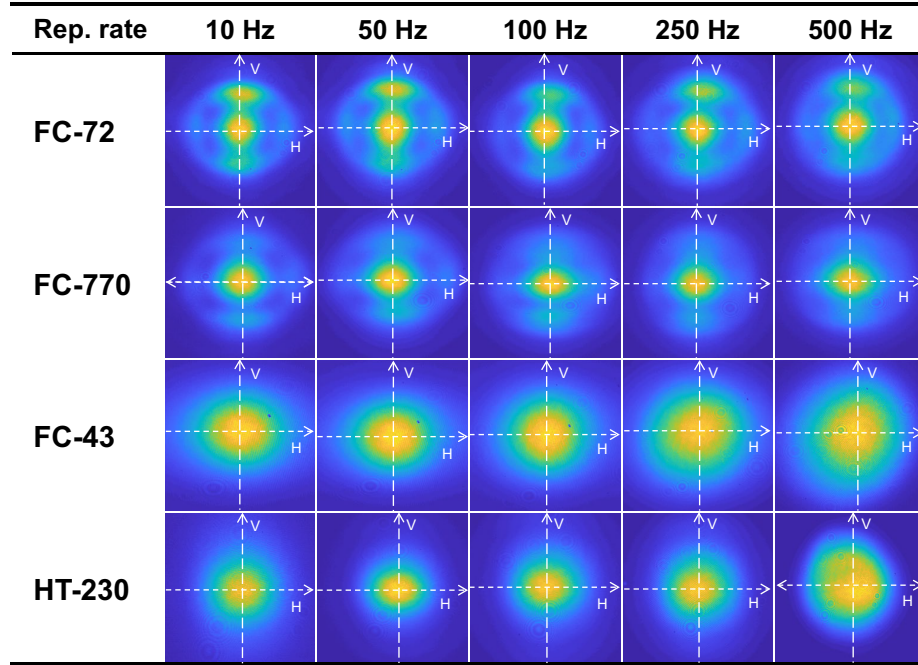 Rep. rate 10 Hz 50 Hz 100 Hz 250 Hz 500 Hz
FC-72 V H V H V H V H V H
FC-770 V H V H V H V H V H
FC-43 V H V H V H V H V H
HT-230 V H V H V H V H V H